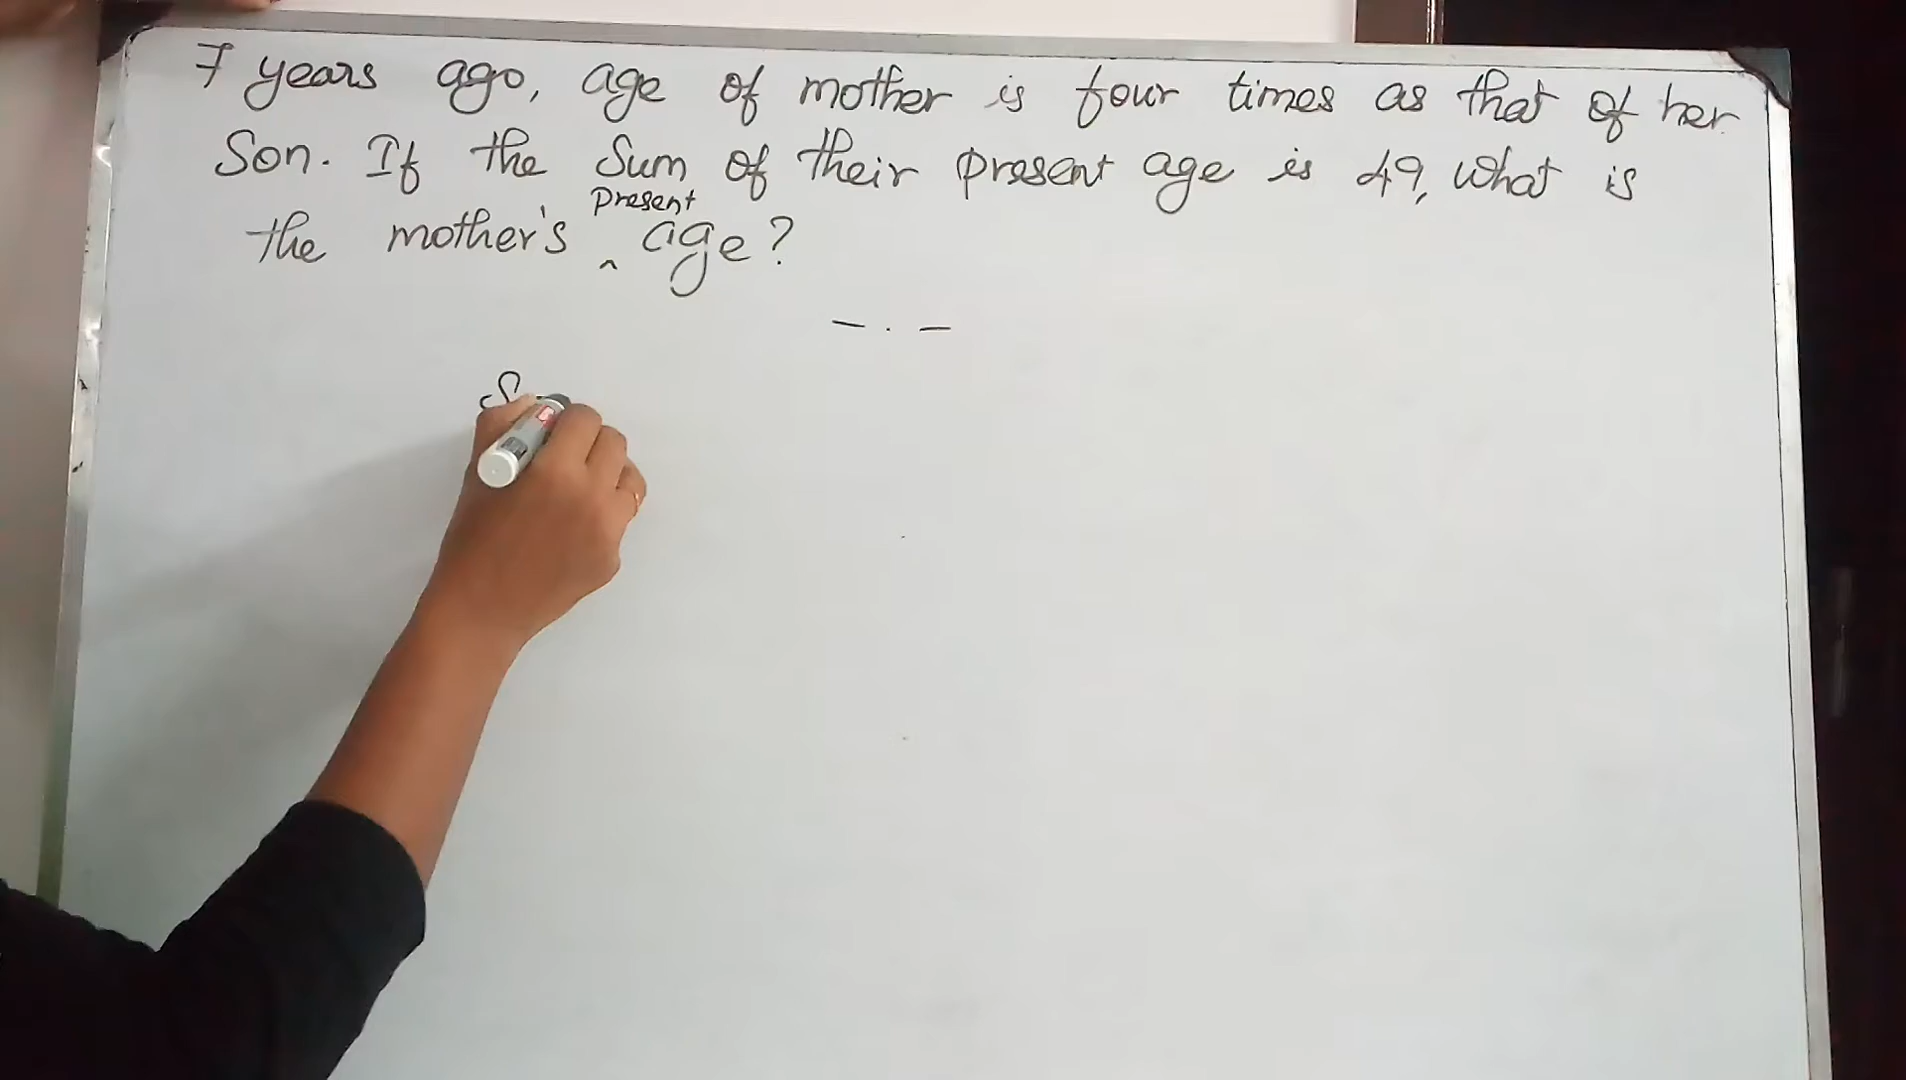 7 years ago, age of mother is four times as that of her
Son. If the Sum of their present age is 49, what is
the mother's present age?
S